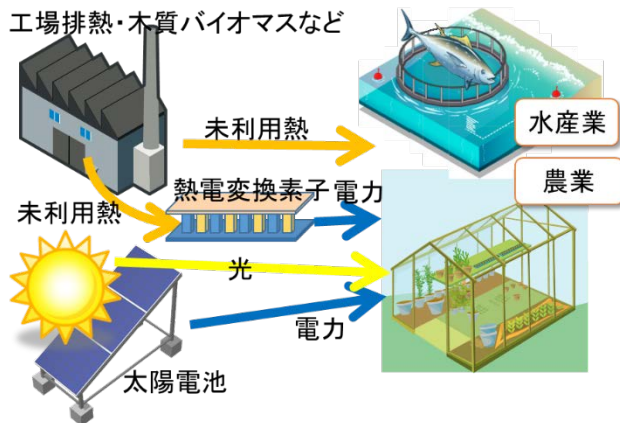 工場排熱・木質バイオマスなど
未利用熱
水産業
農業
熱電変換素子
電力
未利用熱
光
電力
太陽電池